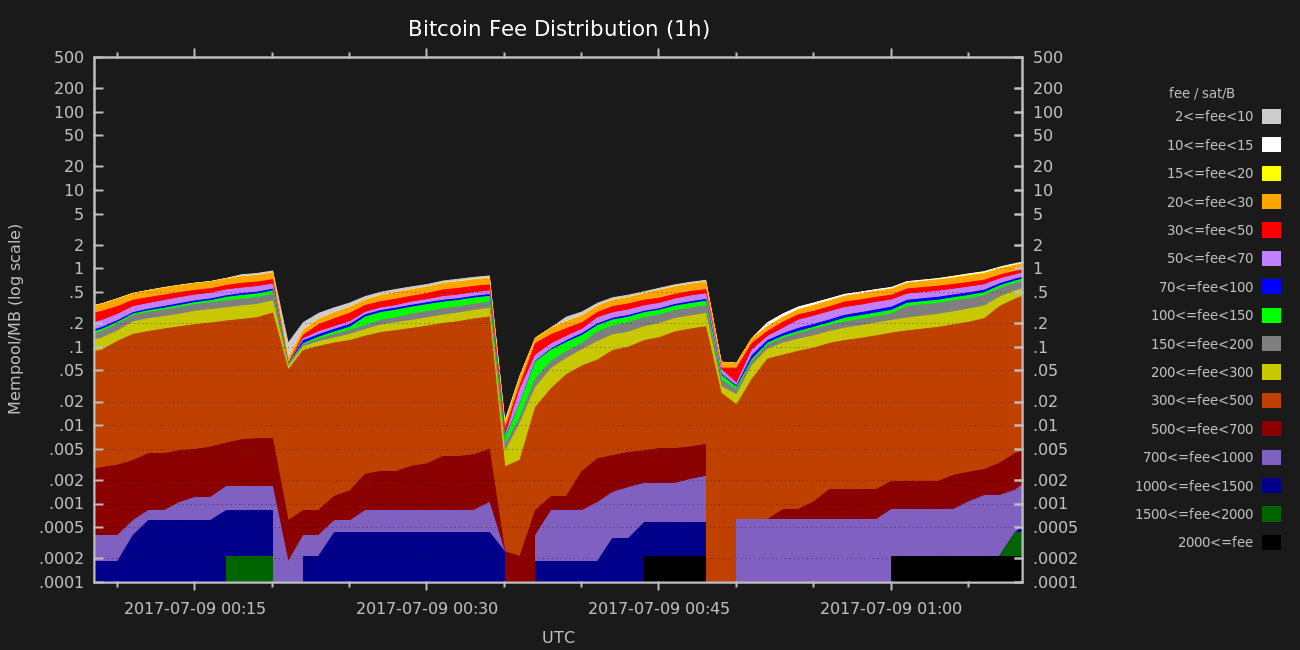 Bitcoin Fee Distribution (1h)
Mempool/MB (log scale)
500
200
100
50
20
10
5
2
1
.5
.2
.1
.05
.02
.01
.005
.002
.001
.0005
.0002
.0001
500
200
100
50
20
10
5
2
1
.5
.2
.1
.05
.02
.01
.005
.002
.001
.0005
.0002
.0001
2017-07-09 00:15
2017-07-09 00:30
2017-07-09 00:45
2017-07-09 01:00
UTC
fee / sat/B
2<=fee<10
10<=fee<15
15<=fee<20
20<=fee<30
30<=fee<50
50<=fee<70
70<=fee<100
100<=fee<150
150<=fee<200
200<=fee<300
300<=fee<500
500<=fee<700
700<=fee<1000
1000<=fee<1500
1500<=fee<2000
2000<=fee